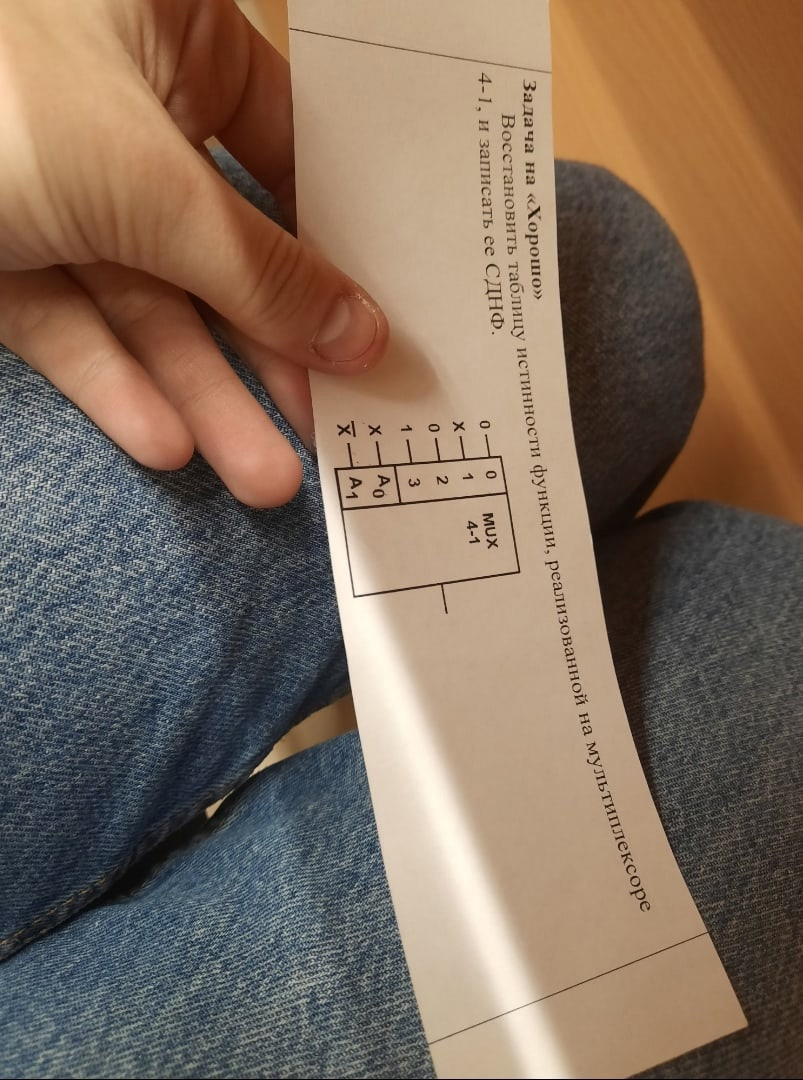 Задача на «Хорошо»
Восстановить таблицу истинности функции, реализованной на мультиплексоре
4-1, и записать ее СДНФ.
0 0 MUX
X 1 4-1
0 2
1 3
X A₀
X̅ A₁